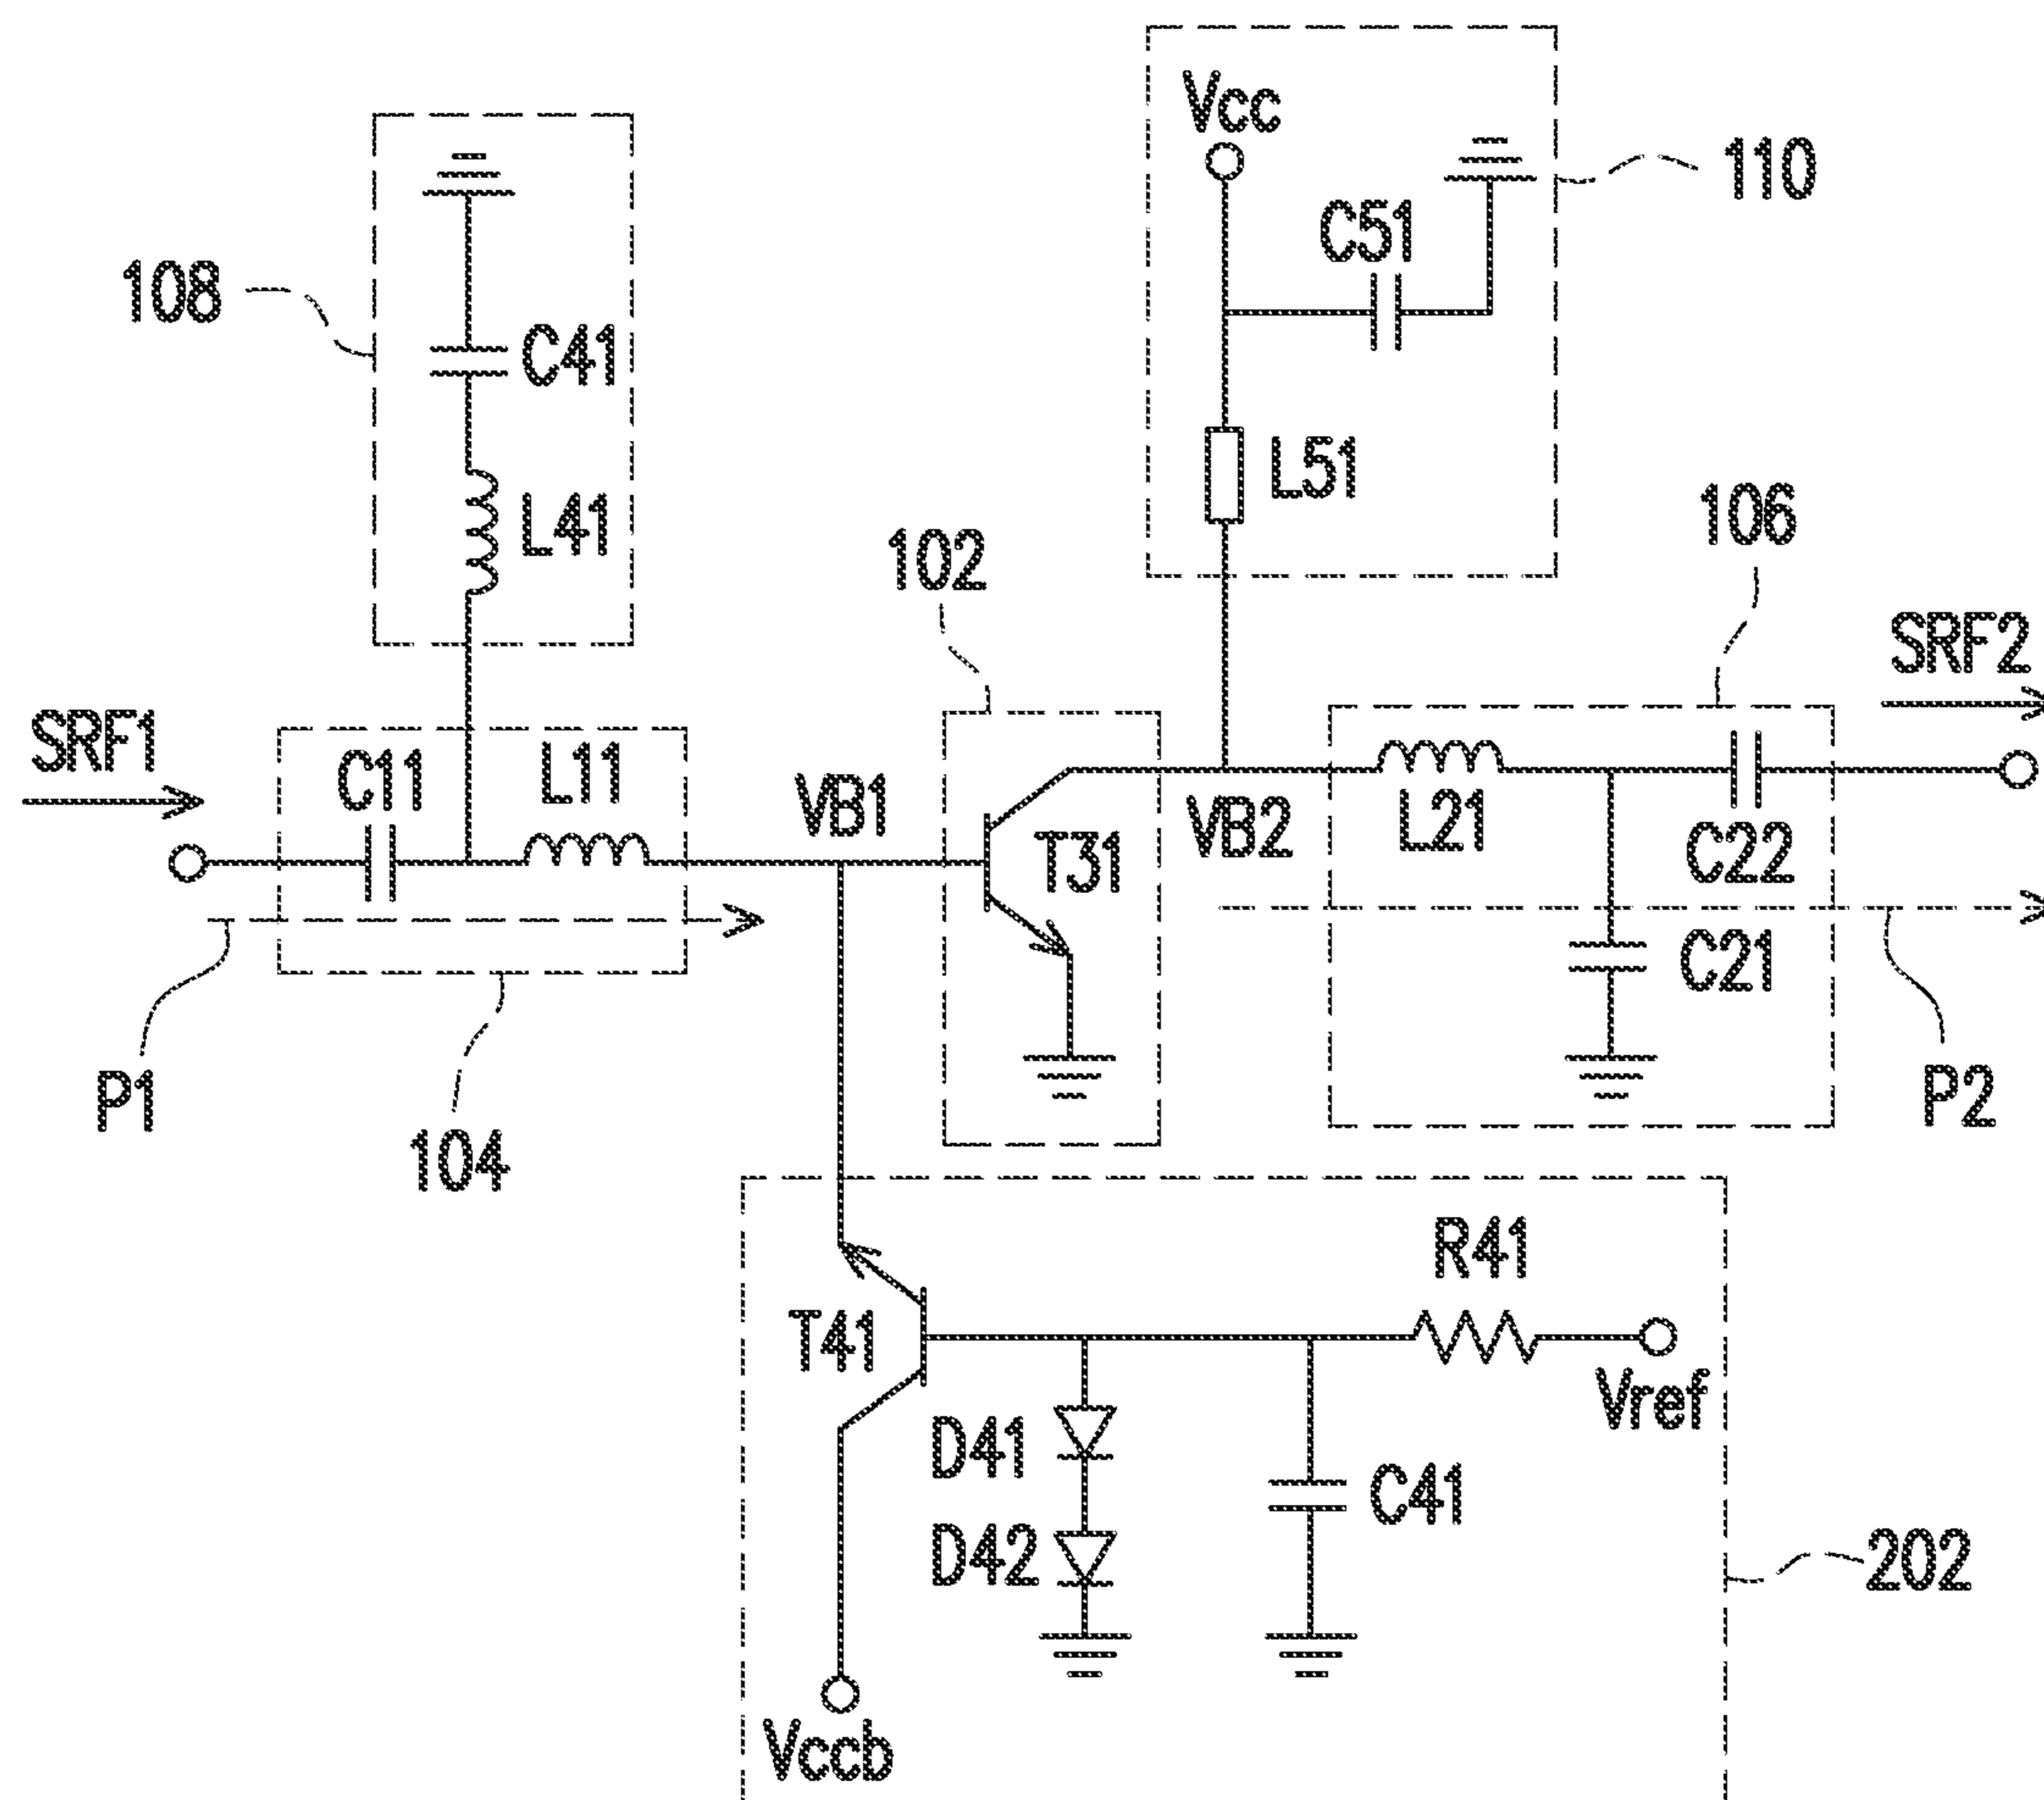 Vcc
110
C51
108
C41
L51
L41
106
102
SRF2
SRF1
C11
L11
VB1
T31
VB2
L21
C22
C21
P1
104
P2
R41
T41
Vref
D41
C41
D42
202
Vccb